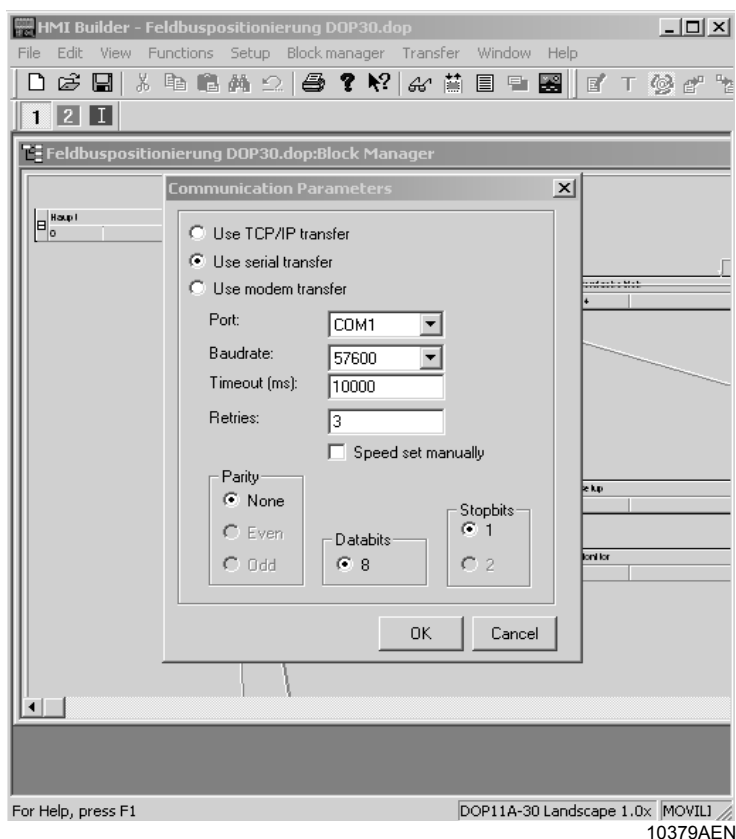 HMI Builder - Feldbuspositionierung DOP30.dop
File Edit View Functions Setup Block manager Transfer Window Help
1 2 I
Feldbuspositionierung DOP30.dop:Block Manager
Communication Parameters
0
Use TCP/IP transfer
Use serial transfer
Use modem transfer
Port: COM1
Baudrate: 57600
Timeout (ms): 10000
Retries: 3
Speed set manually
Parity
None
Even
Odd
Databits
8
Stopbits
1
2
OK Cancel
For Help, press F1 DOP11A-30 Landscape 1.0x
10379AEN